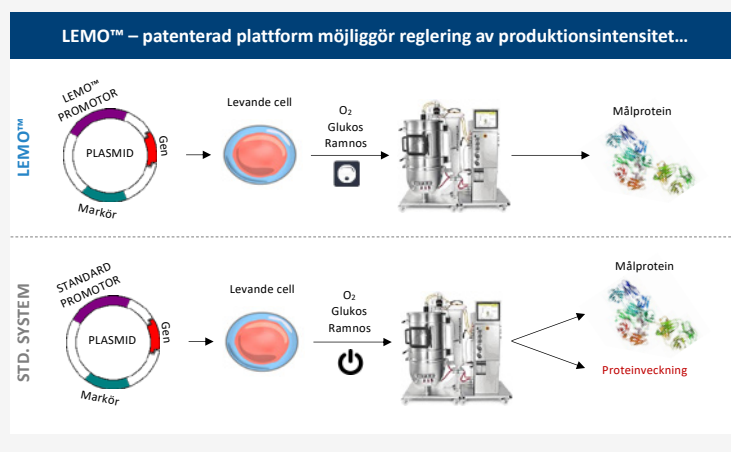 LEMO™ – patenterad plattform möjliggör reglering av produktionsintensitet…
LEMO™
LEMO™
PROMOTOR
PLASMID
Gen
Markör
Levande cell
O₂
Glukos
Ramnos
Målprotein
STD. SYSTEM
STANDARD
PROMOTOR
PLASMID
Gen
Markör
Levande cell
O₂
Glukos
Ramnos
Målprotein
Proteinveckning